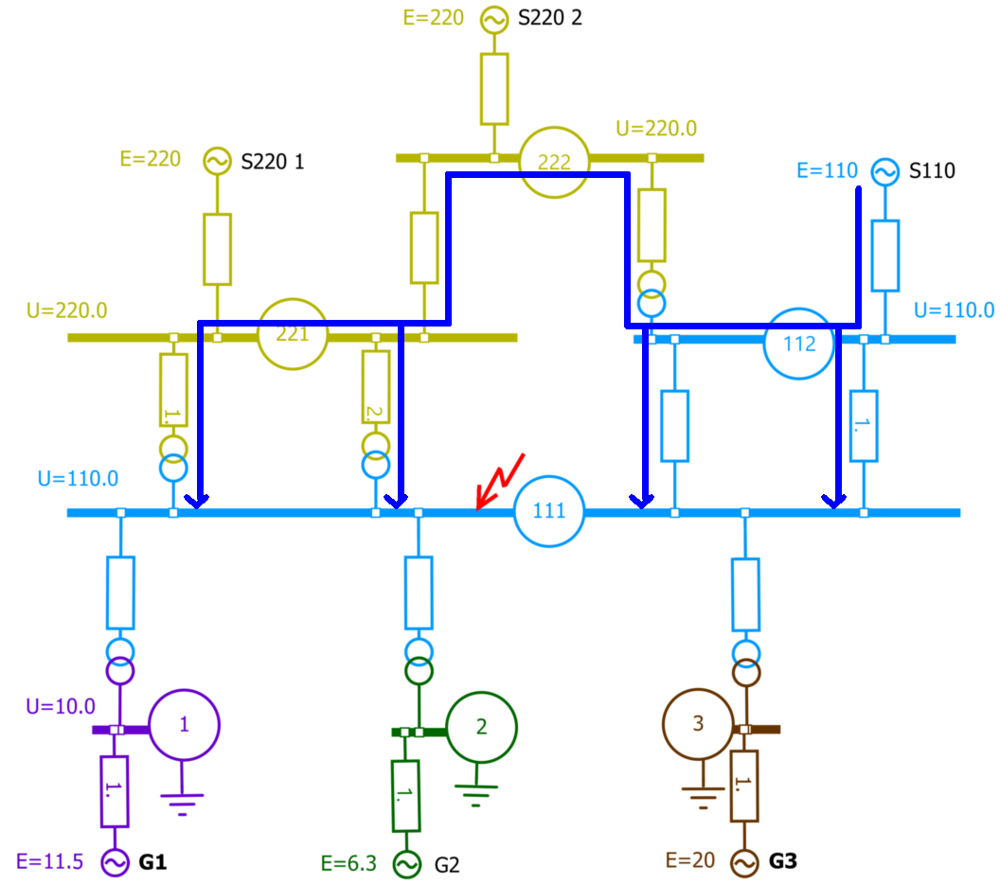 E=220 S220 2
U=220.0
222
E=220 S220 1
E=110 S110
U=220.0
221
U=110.0
112
1.
2.
1.
U=110.0
111
U=10.0
1
2
3
1.
1.
1.
E=11.5 G1
E=6.3 G2
E=20 G3